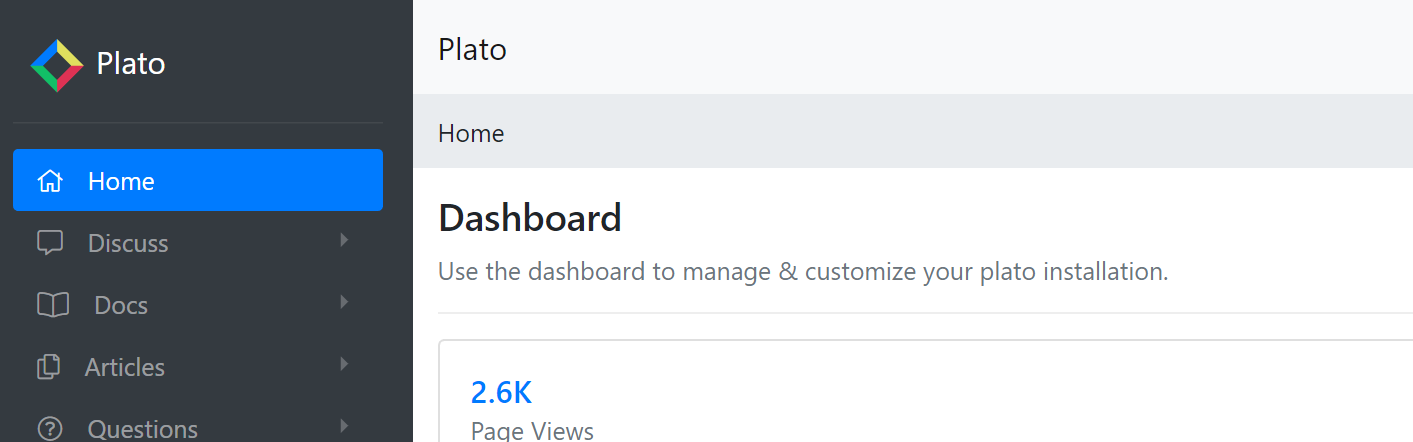 Plato
Home
Discuss
Docs
Articles
Questions
Plato
Home
Dashboard
Use the dashboard to manage & customize your plato installation.
2.6K
Page Views